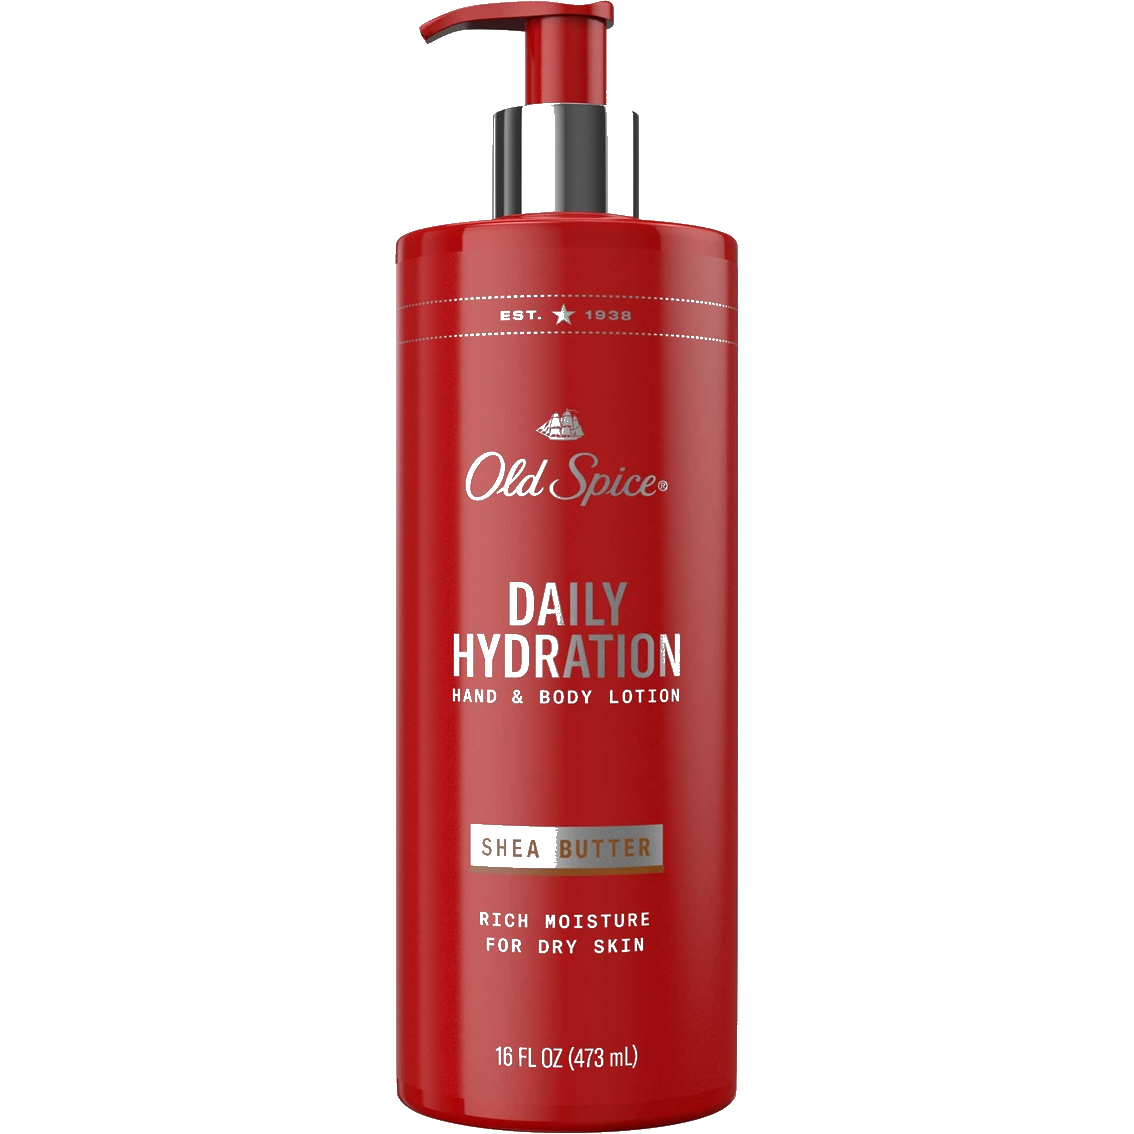 EST. ★ 1938
Old Spice®
DAILY
HYDRATION
HAND & BODY LOTION
SHEA BUTTER
RICH MOISTURE
FOR DRY SKIN
16 FL OZ (473 mL)